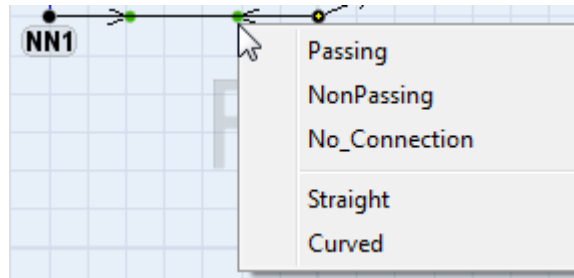 NN1
Passing
NonPassing
No_Connection
Straight
Curved